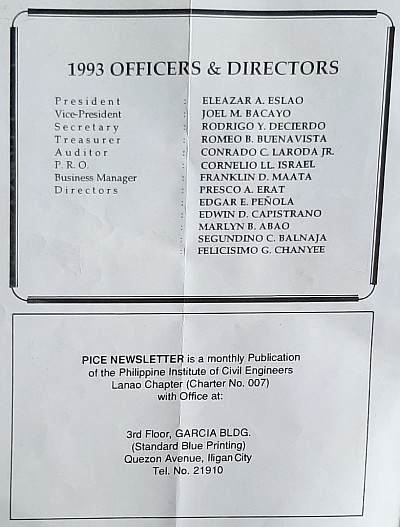 1993 OFFICERS & DIRECTORS
President : ELEAZAR A. ESLAO
Vice-President : JOEL M. BACAYO
Secretary : RODRIGO Y. DECIERDO
Treasurer : ROMEO B. BUENAVISTA
Auditor : CONRADO C. LARODA JR.
P. R. O. : CORNELIO LL. ISRAEL
Business Manager : FRANKLIN D. MAATA
Directors : PRESCO A. ERAT
: EDGAR E. PEÑOLA
: EDWIN D. CAPISTRANO
: MARLYN B. ABAO
: SEGUNDINO C. BALNAJA
: FELICISIMO G. CHANYEE
PICE NEWSLETTER is a monthly Publication
of the Philippine Institute of Civil Engineers
Lanao Chapter (Charter No. 007)
with Office at:
3rd Floor, GARCIA BLDG.
(Standard Blue Printing)
Quezon Avenue, Iligan City
Tel. No. 21910